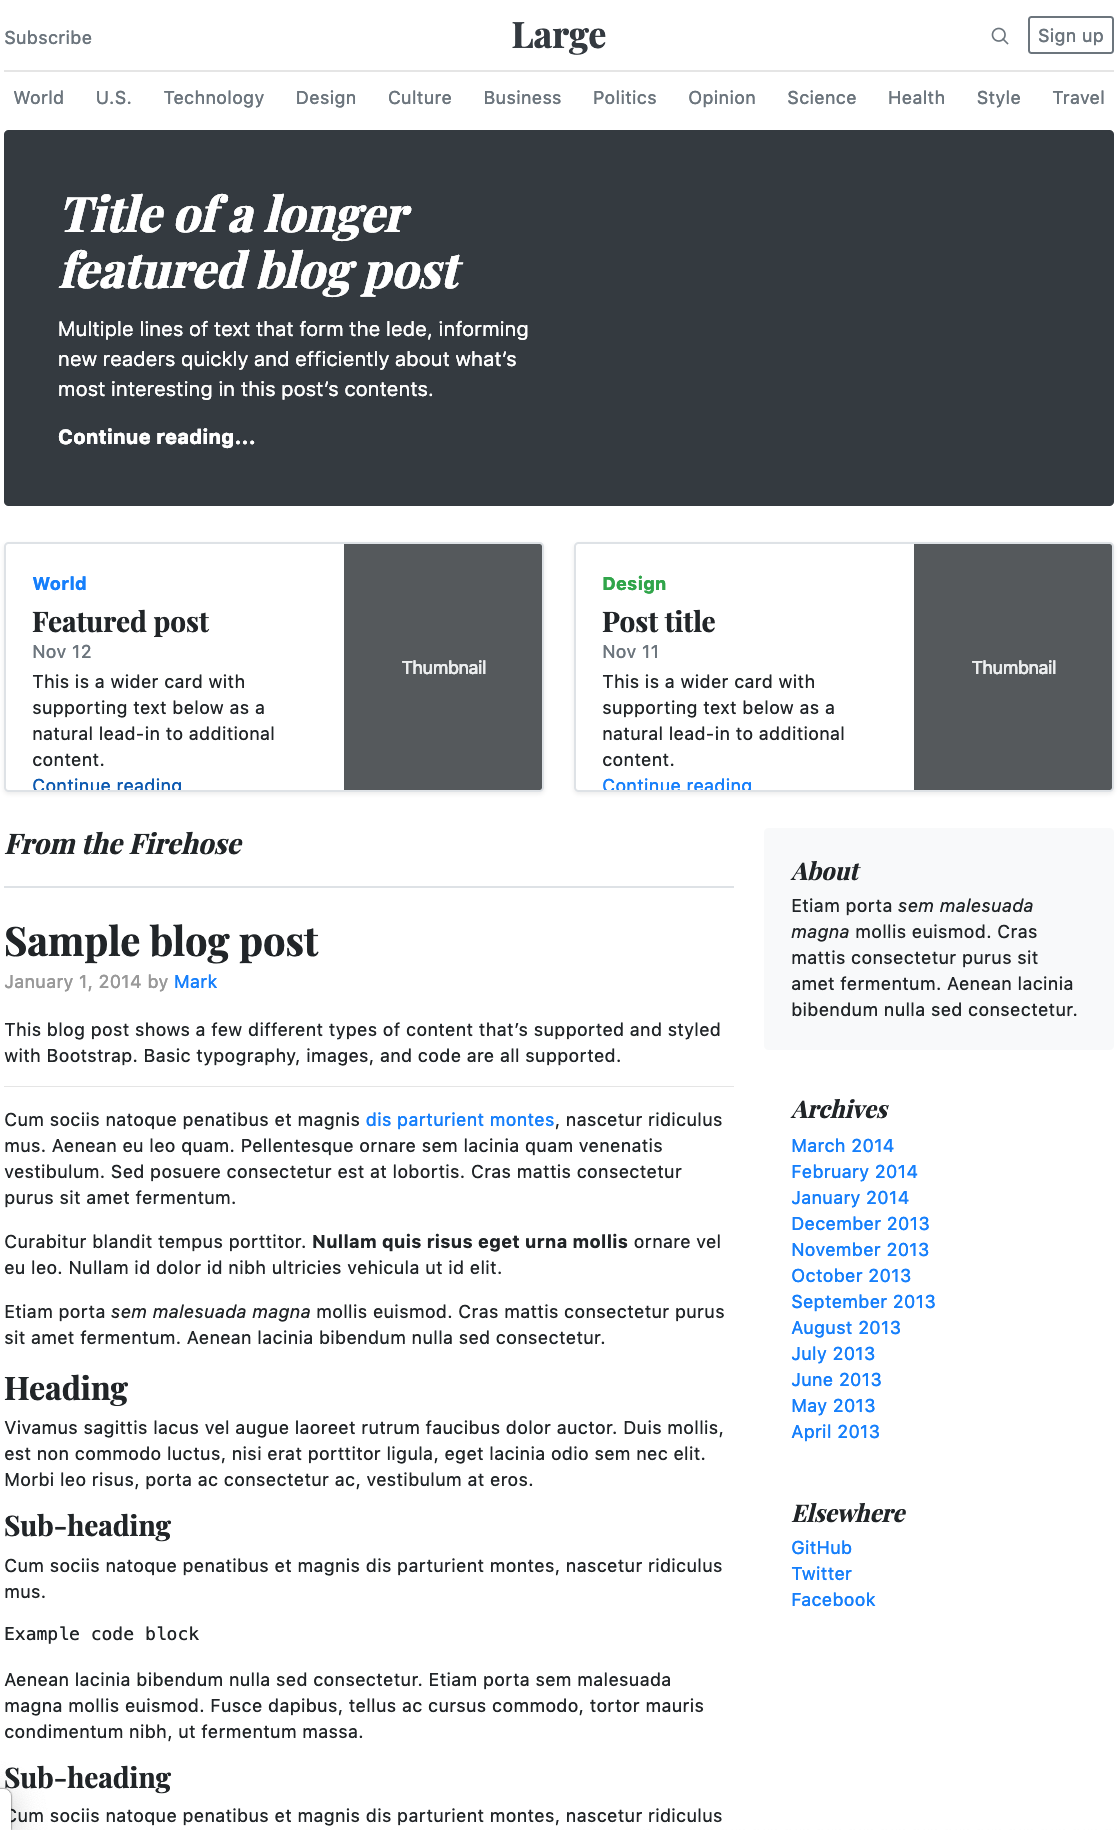 Subscribe
Large
Sign up
World U.S. Technology Design Culture Business Politics Opinion Science Health Style Travel
Title of a longer
featured blog post
Multiple lines of text that form the lede, informing
new readers quickly and efficiently about what’s
most interesting in this post’s contents.
Continue reading...
World
Featured post
Nov 12
This is a wider card with
supporting text below as a
natural lead-in to additional
content.
Continue reading
Thumbnail
Design
Post title
Nov 11
This is a wider card with
supporting text below as a
natural lead-in to additional
content.
Continue reading
Thumbnail
From the Firehose
Sample blog post
January 1, 2014 by Mark
This blog post shows a few different types of content that’s supported and styled
with Bootstrap. Basic typography, images, and code are all supported.
Cum sociis natoque penatibus et magnis dis parturient montes, nascetur ridiculus
mus. Aenean eu leo quam. Pellentesque ornare sem lacinia quam venenatis
vestibulum. Sed posuere consectetur est at lobortis. Cras mattis consectetur
purus sit amet fermentum.
Curabitur blandit tempus porttitor. Nullam quis risus eget urna mollis ornare vel
eu leo. Nullam id dolor id nibh ultricies vehicula ut id elit.
Etiam porta sem malesuada magna mollis euismod. Cras mattis consectetur purus
sit amet fermentum. Aenean lacinia bibendum nulla sed consectetur.
Heading
Vivamus sagittis lacus vel augue laoreet rutrum faucibus dolor auctor. Duis mollis,
est non commodo luctus, nisi erat porttitor ligula, eget lacinia odio sem nec elit.
Morbi leo risus, porta ac consectetur ac, vestibulum at eros.
Sub-heading
Cum sociis natoque penatibus et magnis dis parturient montes, nascetur ridiculus
mus.
Example code block
Aenean lacinia bibendum nulla sed consectetur. Etiam porta sem malesuada
magna mollis euismod. Fusce dapibus, tellus ac cursus commodo, tortor mauris
condimentum nibh, ut fermentum massa.
Sub-heading
Cum sociis natoque penatibus et magnis dis parturient montes, nascetur ridiculus
About
Etiam porta sem malesuada
magna mollis euismod. Cras
mattis consectetur purus sit
amet fermentum. Aenean lacinia
bibendum nulla sed consectetur.
Archives
March 2014
February 2014
January 2014
December 2013
November 2013
October 2013
September 2013
August 2013
July 2013
June 2013
May 2013
April 2013
Elsewhere
GitHub
Twitter
Facebook